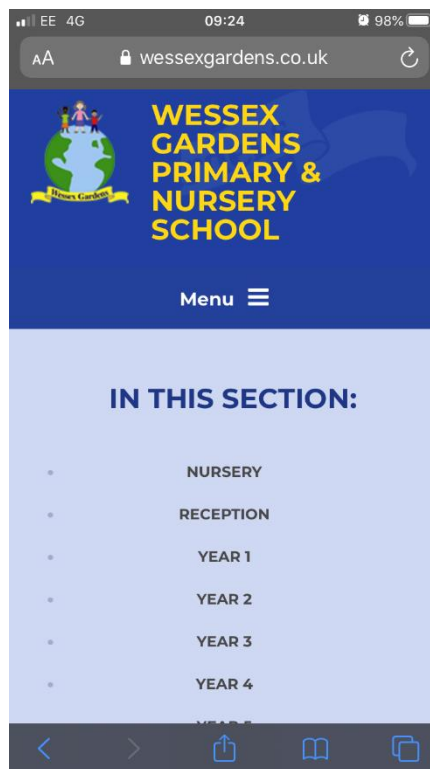 EE 4G 09:24 98%
AA wessexgardens.co.uk
WESSEX
GARDENS
PRIMARY &
NURSERY
SCHOOL
Wessex Gardens
Menu
IN THIS SECTION:
NURSERY
RECEPTION
YEAR 1
YEAR 2
YEAR 3
YEAR 4